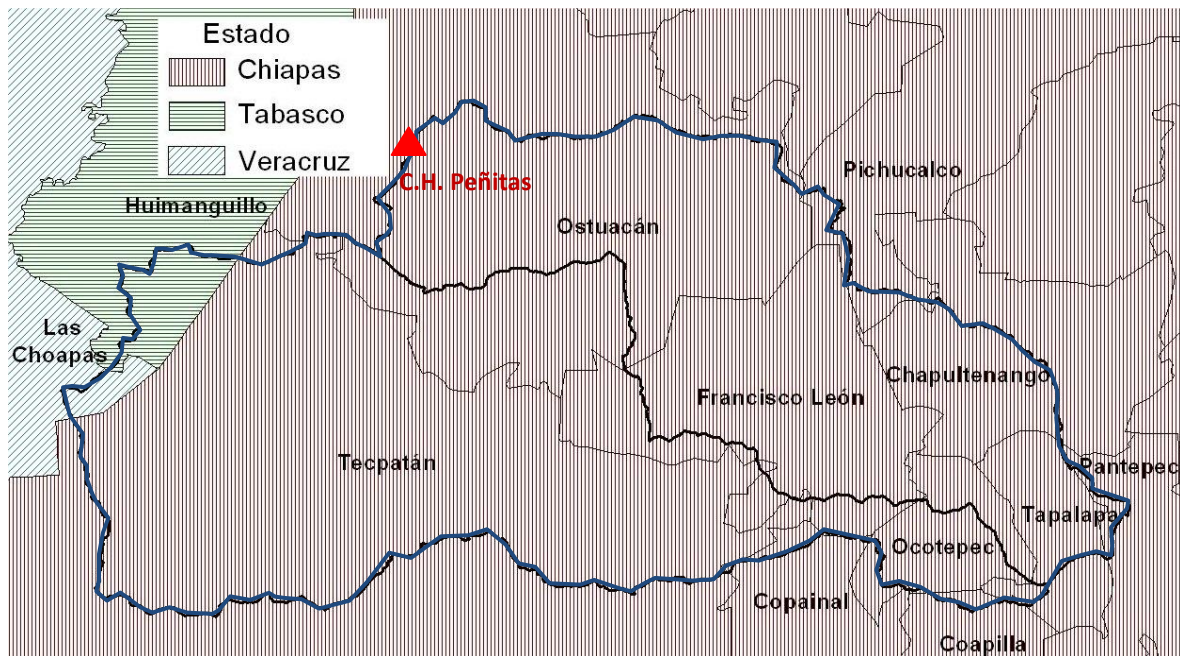 Estado
Chiapas
Tabasco
Veracruz
C.H. Peñitas
Pichucalco
Huimanguillo
Ostuacán
Las
Choapas
Chapultenango
Francisco León
Tecpatán
Pantepec
Tapalapa
Ocotepec
Copainal
Coapilla